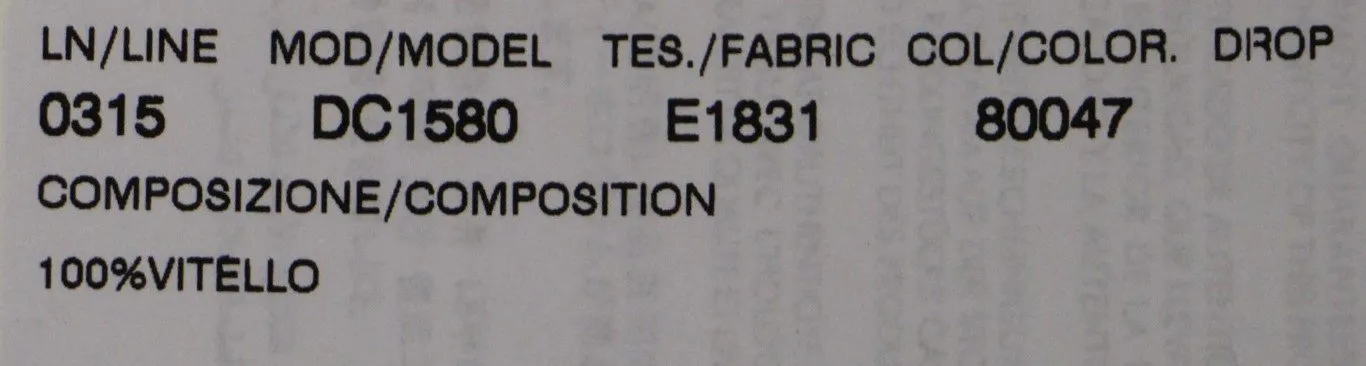 LN/LINE MOD/MODEL TES./FABRIC COL/COLOR. DROP
0315 DC1580 E1831 80047
COMPOSIZIONE/COMPOSITION
100%VITELLO